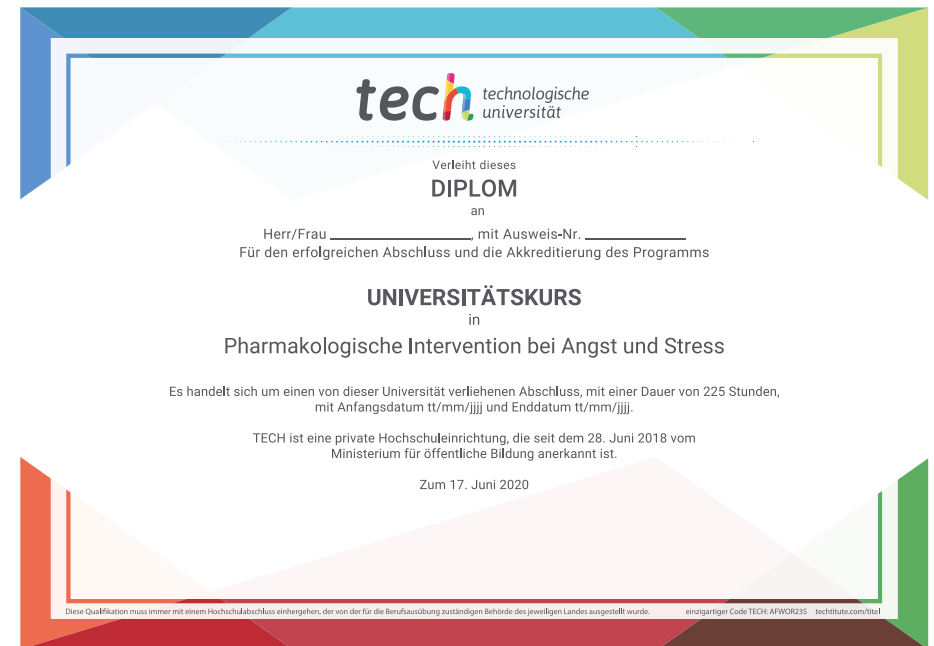 tech technologische
universität
Verleiht dieses
DIPLOM
an
Herr/Frau ____________, mit Ausweis-Nr. ____________
Für den erfolgreichen Abschluss und die Akkreditierung des Programms
UNIVERSITÄTSKURS
in
Pharmakologische Intervention bei Angst und Stress
Es handelt sich um einen von dieser Universität verliehenen Abschluss, mit einer Dauer von 225 Stunden,
mit Anfangsdatum tt/mm/jjjj und Enddatum tt/mm/jjjj.
TECH ist eine private Hochschuleinrichtung, die seit dem 28. Juni 2018 vom
Ministerium für öffentliche Bildung anerkannt ist.
Zum 17. Juni 2020
Diese Qualifikation muss immer mit einem Hochschulabschluss einhergehen, der von der für die Berufsausübung zuständigen Behörde des jeweiligen Landes ausgestellt wurde. einzigartiger Code TECH: AFWOR23S techtitute.com/titel